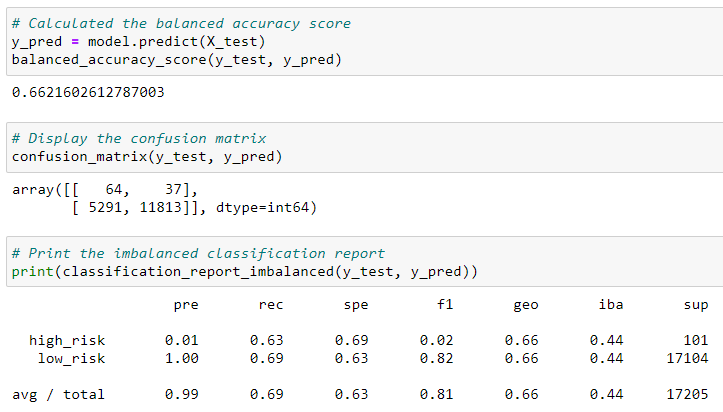 # Calculated the balanced accuracy score
y_pred = model.predict(X_test)
balanced_accuracy_score(y_test, y_pred)
0.6621602612787003
# Display the confusion matrix
confusion_matrix(y_test, y_pred)
array([[   64,    37],
       [ 5291, 11813]], dtype=int64)
# Print the imbalanced classification report
print(classification_report_imbalanced(y_test, y_pred))
                   pre       rec       spe        f1       geo       iba       sup
  high_risk       0.01      0.63      0.69      0.02      0.66      0.44       101
   low_risk       1.00      0.69      0.63      0.82      0.66      0.44     17104
avg / total       0.99      0.69      0.63      0.81      0.66      0.44     17205